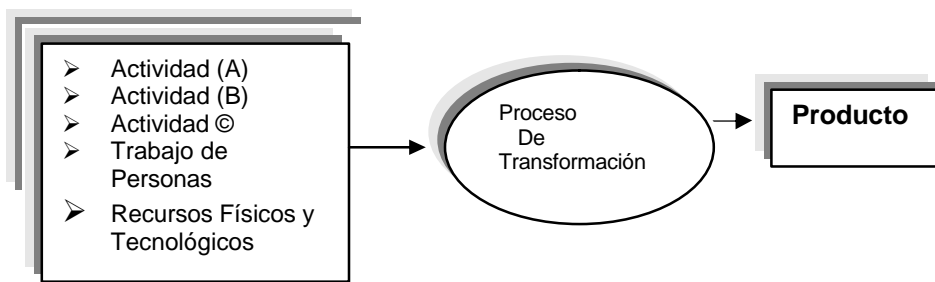 ➢ Actividad (A)
➢ Actividad (B)
➢ Actividad ©
➢ Trabajo de
Personas
➢ Recursos Físicos y
Tecnológicos
Proceso
De
Transformación
Producto